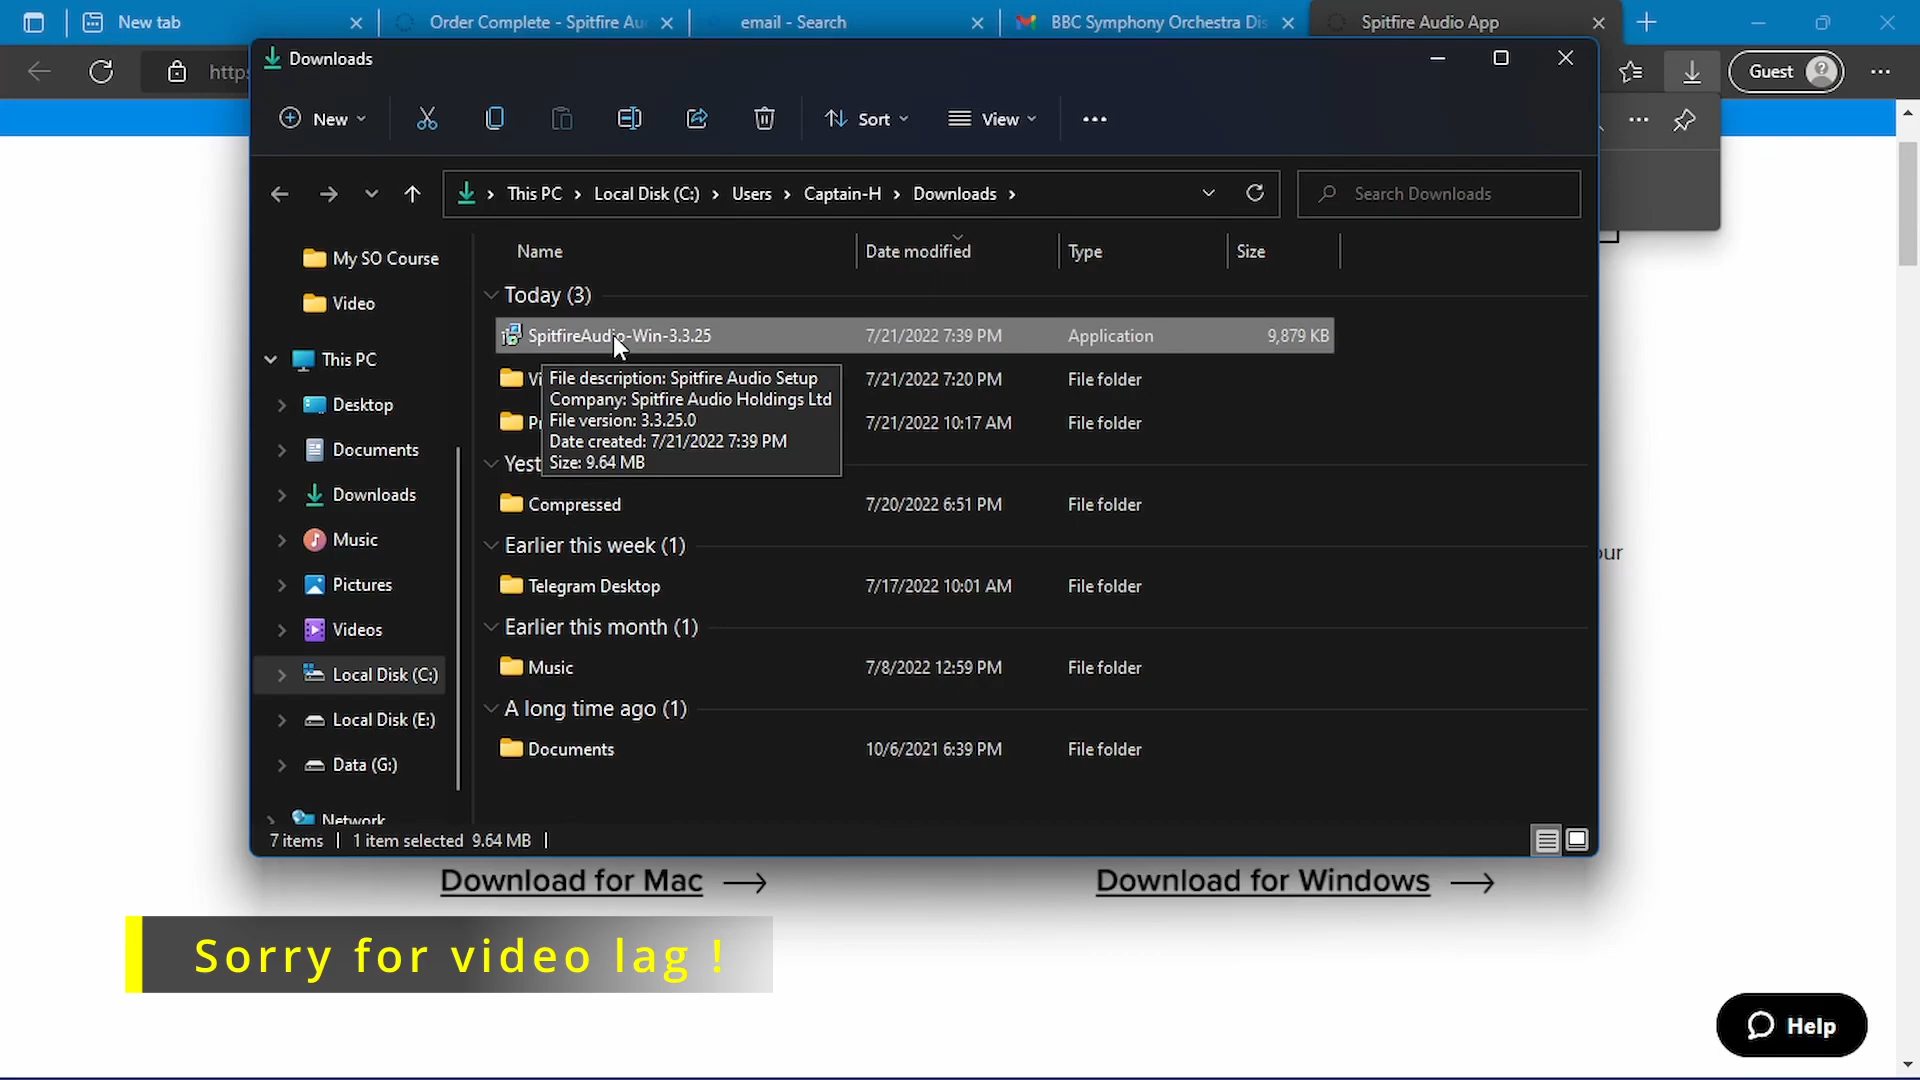 New tab
Order Complete - Spitfire Au
email - Search
BBC Symphony Orchestra Dis
Spitfire Audio App
https
Guest
Downloads
New
Sort
View
This PC
Local Disk (C:)
Users
Captain-H
Downloads
Search Downloads
My SO Course
Video
This PC
Desktop
Documents
Downloads
Music
Pictures
Videos
Local Disk (C:)
Local Disk (E:)
Data (G:)
Network
Name Date modified Type Size
Today (3)
SpitfireAudio-Win-3.3.25 7/21/2022 7:39 PM Application 9,879 KB
Vi 7/21/2022 7:20 PM File folder
Pr 7/21/2022 10:17 AM File folder
File description: Spitfire Audio Setup
Company: Spitfire Audio Holdings Ltd
File version: 3.3.25.0
Date created: 7/21/2022 7:39 PM
Size: 9.64 MB
Yest
Compressed 7/20/2022 6:51 PM File folder
Earlier this week (1)
Telegram Desktop 7/17/2022 10:01 AM File folder
Earlier this month (1)
Music 7/8/2022 12:59 PM File folder
A long time ago (1)
Documents 10/6/2021 6:39 PM File folder
7 items 1 item selected 9.64 MB
our
Download for Mac
Download for Windows
Sorry for video lag !
Help